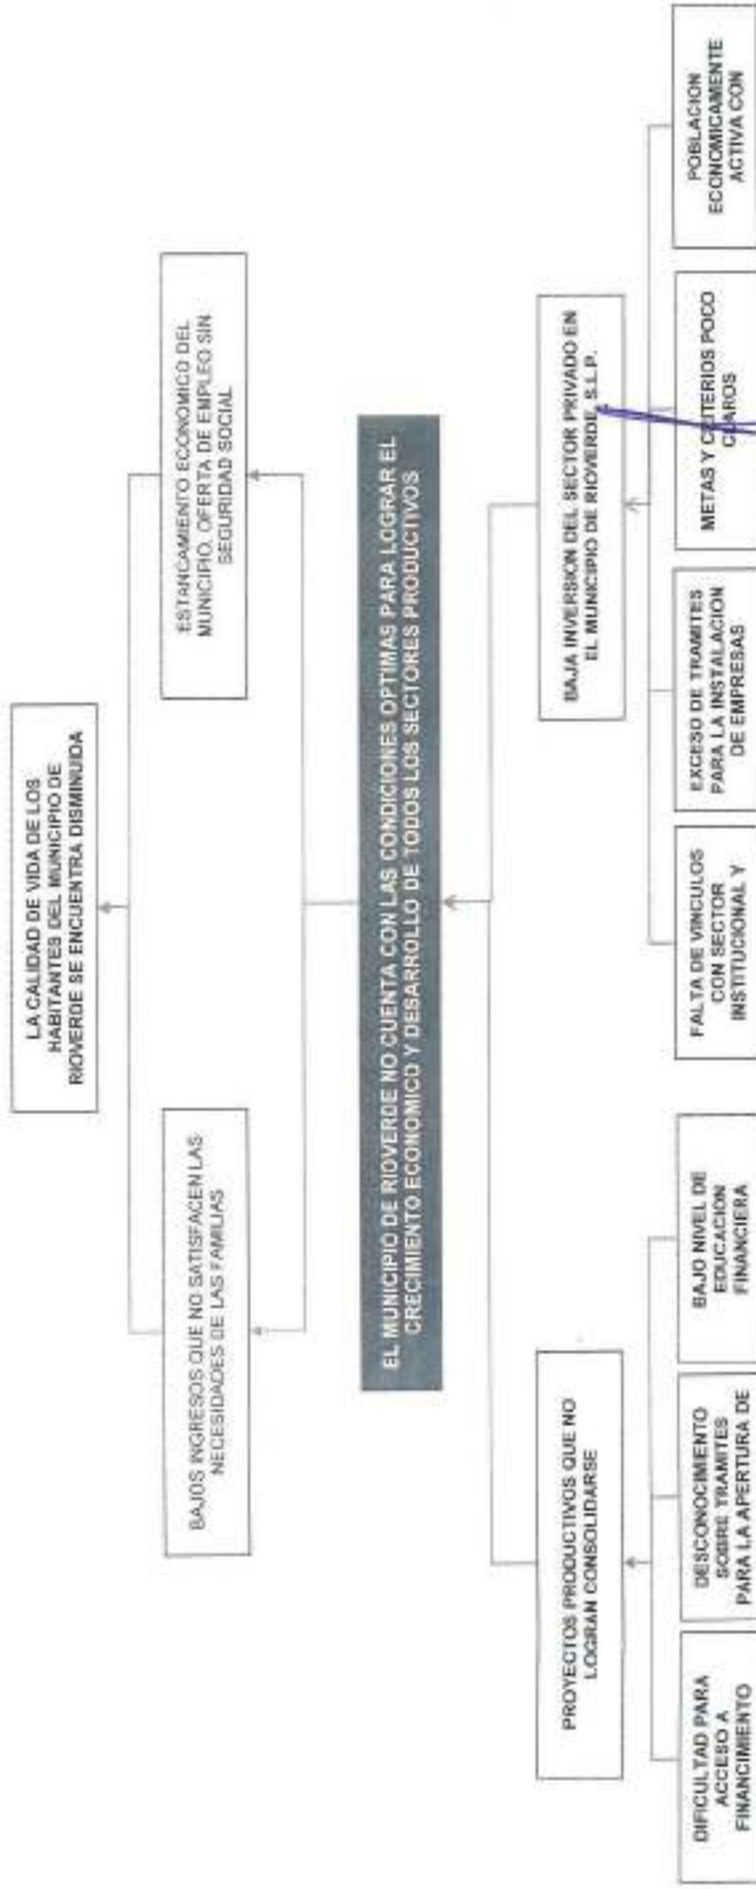 LA CALIDAD DE VIDA DE LOS
HABITANTES DEL MUNICIPIO DE
RIOVERDE SE ENCUENTRA DISMINUIDA
BAJOS INGRESOS QUE NO SATISFACEN LAS
NECESIDADES DE LAS FAMILIAS
ESTANCAMIENTO ECONOMICO DEL
MUNICIPIO, OFERTA DE EMPLEO SIN
SEGURIDAD SOCIAL
EL MUNICIPIO DE RIOVERDE NO CUENTA CON LAS CONDICIONES OPTIMAS PARA LOGRAR EL
CRECIMIENTO ECONOMICO Y DESARROLLO DE TODOS LOS SECTORES PRODUCTIVOS
PROYECTOS PRODUCTIVOS QUE NO
LOGRAN CONSOLIDARSE
BAJA INVERSION DEL SECTOR PRIVADO EN
EL MUNICIPIO DE RIOVERDE, S.L.P.
DIFICULTAD PARA
ACCESO A
FINANCIMIENTO
DESCONOCIMIENTO
SOBRE TRAMITES
PARA LA APERTURA DE
BAJO NIVEL DE
EDUCACION
FINANCIERA
FALTA DE VINCULOS
CON SECTOR
INSTITUCIONAL Y
EXCESO DE TRAMITES
PARA LA INSTALACION
DE EMPRESAS
METAS Y CRITERIOS POCO
CLAROS
POBLACION
ECONOMICAMENTE
ACTIVA CON